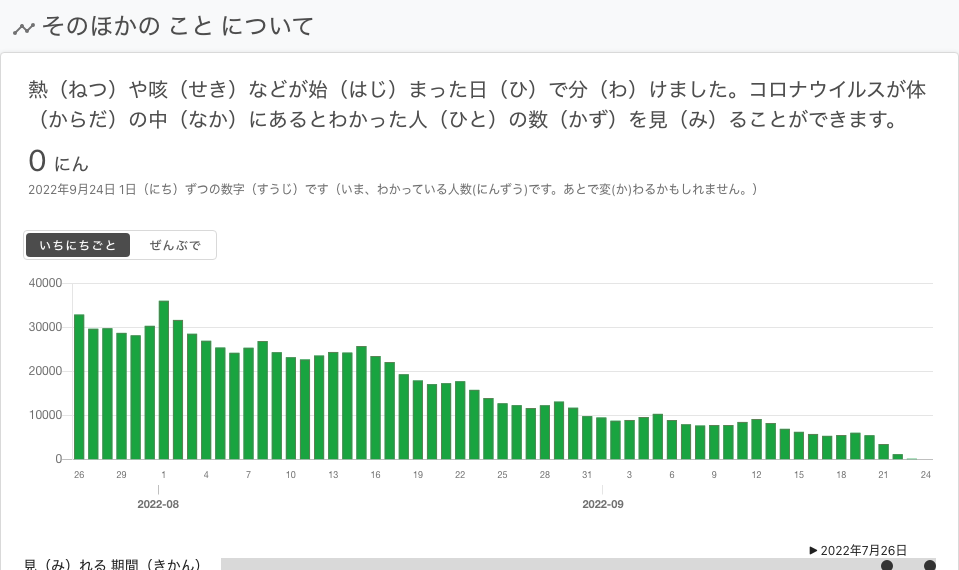 そのほかの こと について
熱（ねつ）や咳（せき）などが始（はじ）まった日（ひ）で分（わ）けました。コロナウイルスが体
（からだ）の中（なか）にあるとわかった人（ひと）の数（かず）を見（み）ることができます。
0 にん
2022年9月24日 1日（にち）ずつの数字（すうじ）です（いま、わかっている人数(にんずう)です。あとで変(か)わるかもしれません。）
いちにちごと ぜんぶで
40000
30000
20000
10000
0
26 29 1 4 7 10 13 16 19 22 25 28 31 3 6 9 12 15 18 21 24
2022-08 2022-09
▶ 2022年7月26日
見（み）れる 期間（きかん）